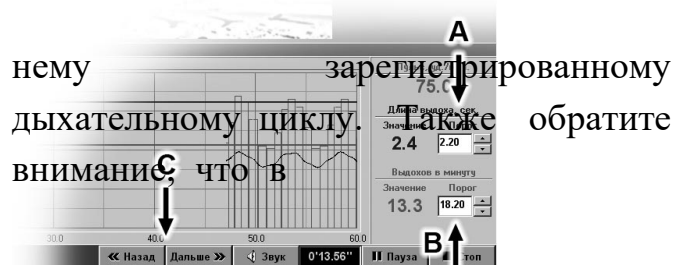 A
нему зарегистрированному
75.0
Длина выдоха, сек
дыхательному циклу. Также обратите
Значение
2.4 2.20
внимание, что в
C
Выдохов в минуту
Значение Порог
13.3 18.20
30.0 40.0 50.0 60.0
B
« Назад Дальше » Звук 0'13.56" Пауза Стоп